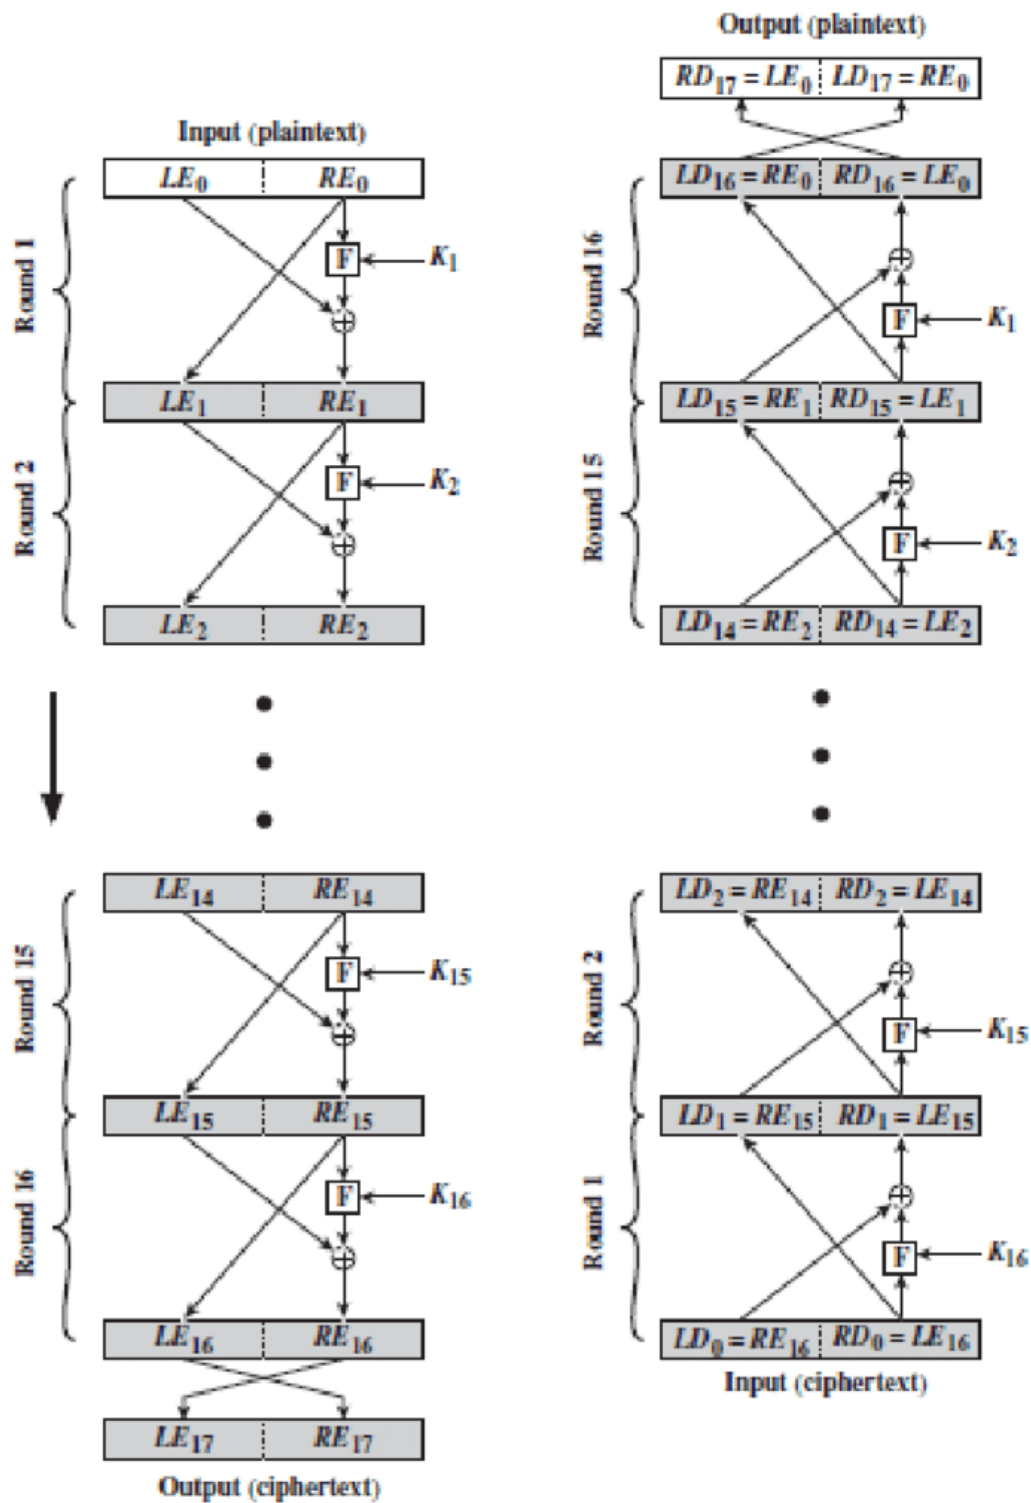 Input (plaintext)
LE₀ RE₀
Round 1
F
K₁
LE₁ RE₁
Round 2
F
K₂
LE₂ RE₂
LE₁₄ RE₁₄
Round 15
F
K₁₅
LE₁₅ RE₁₅
Round 16
F
K₁₆
LE₁₆ RE₁₆
LE₁₇ RE₁₇
Output (ciphertext)
Output (plaintext)
RD₁₇ = LE₀ LD₁₇ = RE₀
LD₁₆ = RE₀ RD₁₆ = LE₀
Round 16
F
K₁
LD₁₅ = RE₁ RD₁₅ = LE₁
Round 15
F
K₂
LD₁₄ = RE₂ RD₁₄ = LE₂
LD₂ = RE₁₄ RD₂ = LE₁₄
Round 2
F
K₁₅
LD₁ = RE₁₅ RD₁ = LE₁₅
Round 1
F
K₁₆
LD₀ = RE₁₆ RD₀ = LE₁₆
Input (ciphertext)